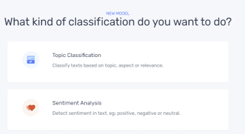 NEW MODEL
What kind of classification do you want to do?
Topic Classification
Classify texts based on topic, aspect or relevance.
Sentiment Analysis
Detect sentiment in text, eg: positive, negative or neutral.